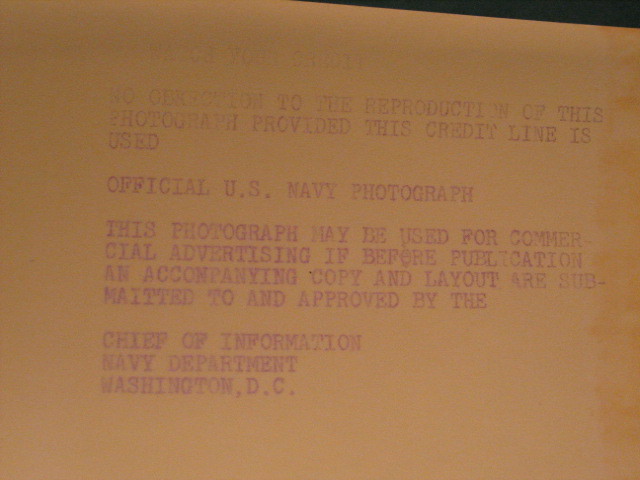 NO OBJECTION TO THE REPRODUCTION OF THIS
PHOTOGRAPH PROVIDED THIS CREDIT LINE IS
USED
OFFICIAL U.S. NAVY PHOTOGRAPH
THIS PHOTOGRAPH MAY BE USED FOR COMMER-
CIAL ADVERTISING IF BEFORE PUBLICATION
AN ACCOMPANYING COPY AND LAYOUT ARE SUB-
MAITTED TO AND APPROVED BY THE
CHIEF OF INFORMATION
NAVY DEPARTMENT
WASHINGTON, D.C.